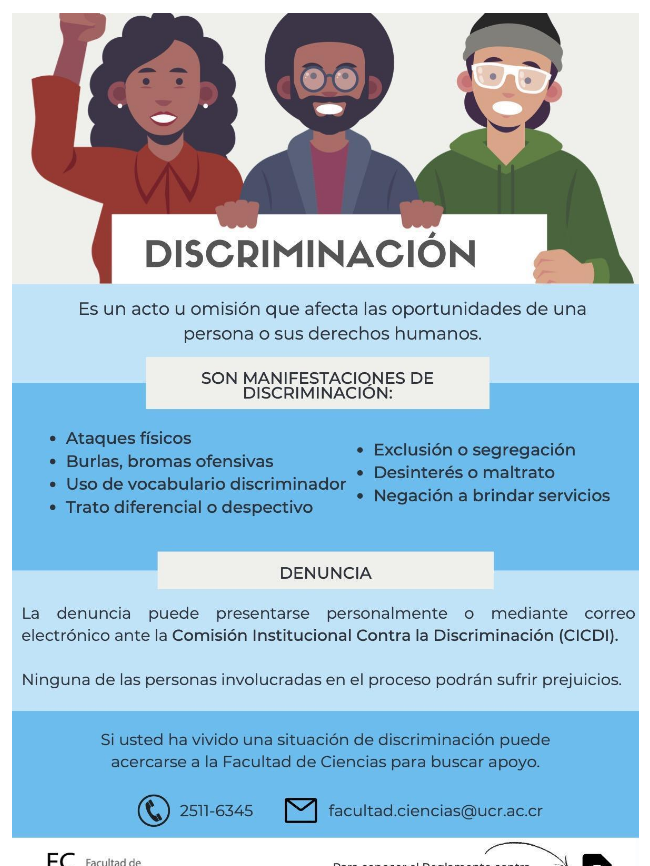 DISCRIMINACIÓN
Es un acto u omisión que afecta las oportunidades de una
persona o sus derechos humanos.
SON MANIFESTACIONES DE
DISCRIMINACIÓN:
• Ataques físicos
• Burlas, bromas ofensivas
• Uso de vocabulario discriminador
• Trato diferencial o despectivo
• Exclusión o segregación
• Desinterés o maltrato
• Negación a brindar servicios
DENUNCIA
La denuncia puede presentarse personalmente o mediante correo
electrónico ante la Comisión Institucional Contra la Discriminación (CICDI).
Ninguna de las personas involucradas en el proceso podrán sufrir prejuicios.
Si usted ha vivido una situación de discriminación puede
acercarse a la Facultad de Ciencias para buscar apoyo.
2511-6345
facultad.ciencias@ucr.ac.cr
FC
Facultad de
Para conocer el Reglamento contra